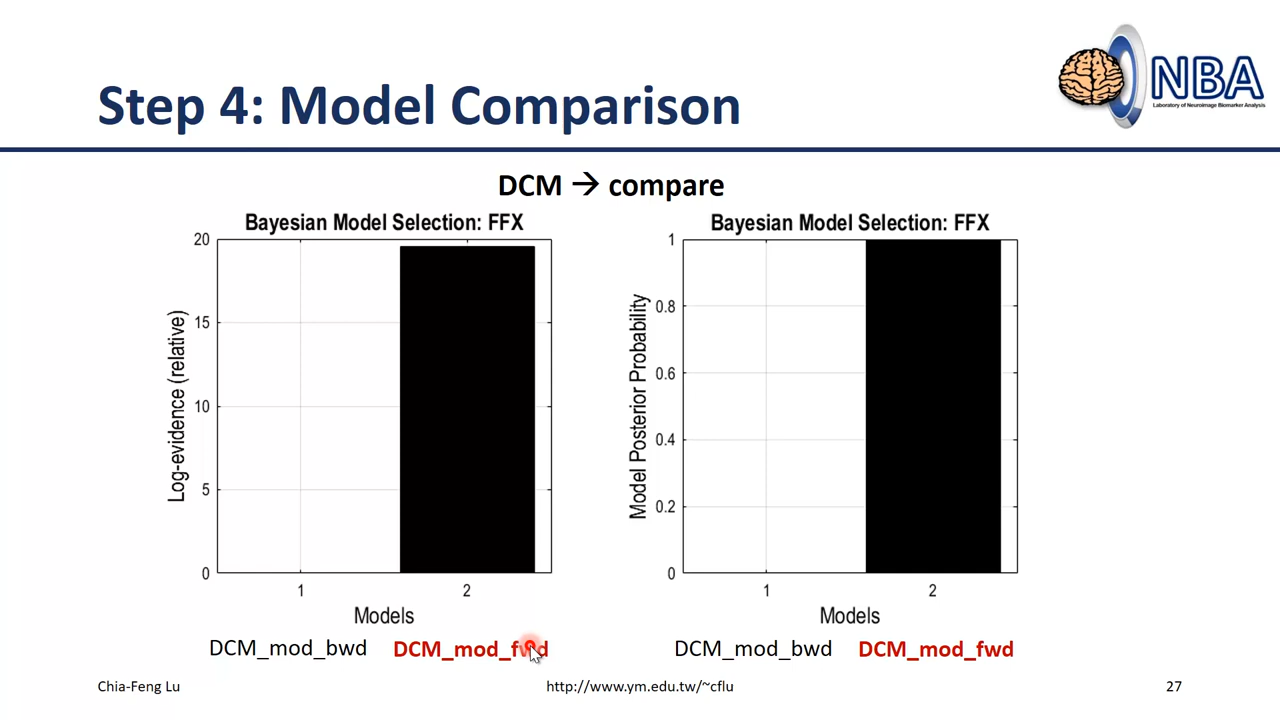 NBA
Laboratory of Neuroimage Biomarker Analysis
Step 4: Model Comparison
DCM → compare
Bayesian Model Selection: FFX
20
15
10
5
0
Log-evidence (relative)
1 2
Models
DCM_mod_bwd DCM_mod_fwd
Bayesian Model Selection: FFX
1
0.8
0.6
0.4
0.2
0
Model Posterior Probability
1 2
Models
DCM_mod_bwd DCM_mod_fwd
Chia-Feng Lu http://www.ym.edu.tw/~cflu 27